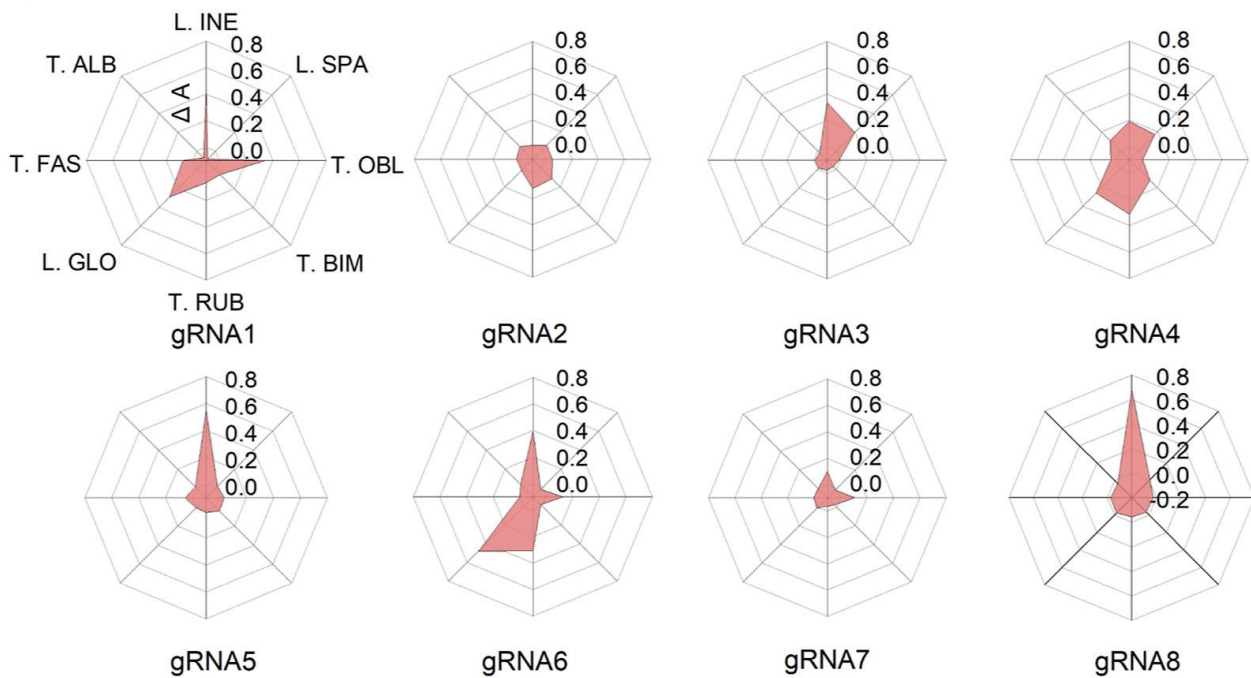 L. INE
T. ALB
L. SPA
Δ A
T. FAS
T. OBL
L. GLO
T. BIM
T. RUB
0.8
0.6
0.4
0.2
0.0
gRNA1
0.8
0.6
0.4
0.2
0.0
gRNA2
0.8
0.6
0.4
0.2
0.0
gRNA3
0.8
0.6
0.4
0.2
0.0
gRNA4
0.8
0.6
0.4
0.2
0.0
gRNA5
0.8
0.6
0.4
0.2
0.0
gRNA6
0.8
0.6
0.4
0.2
0.0
gRNA7
0.8
0.6
0.4
0.2
0.0
-0.2
gRNA8